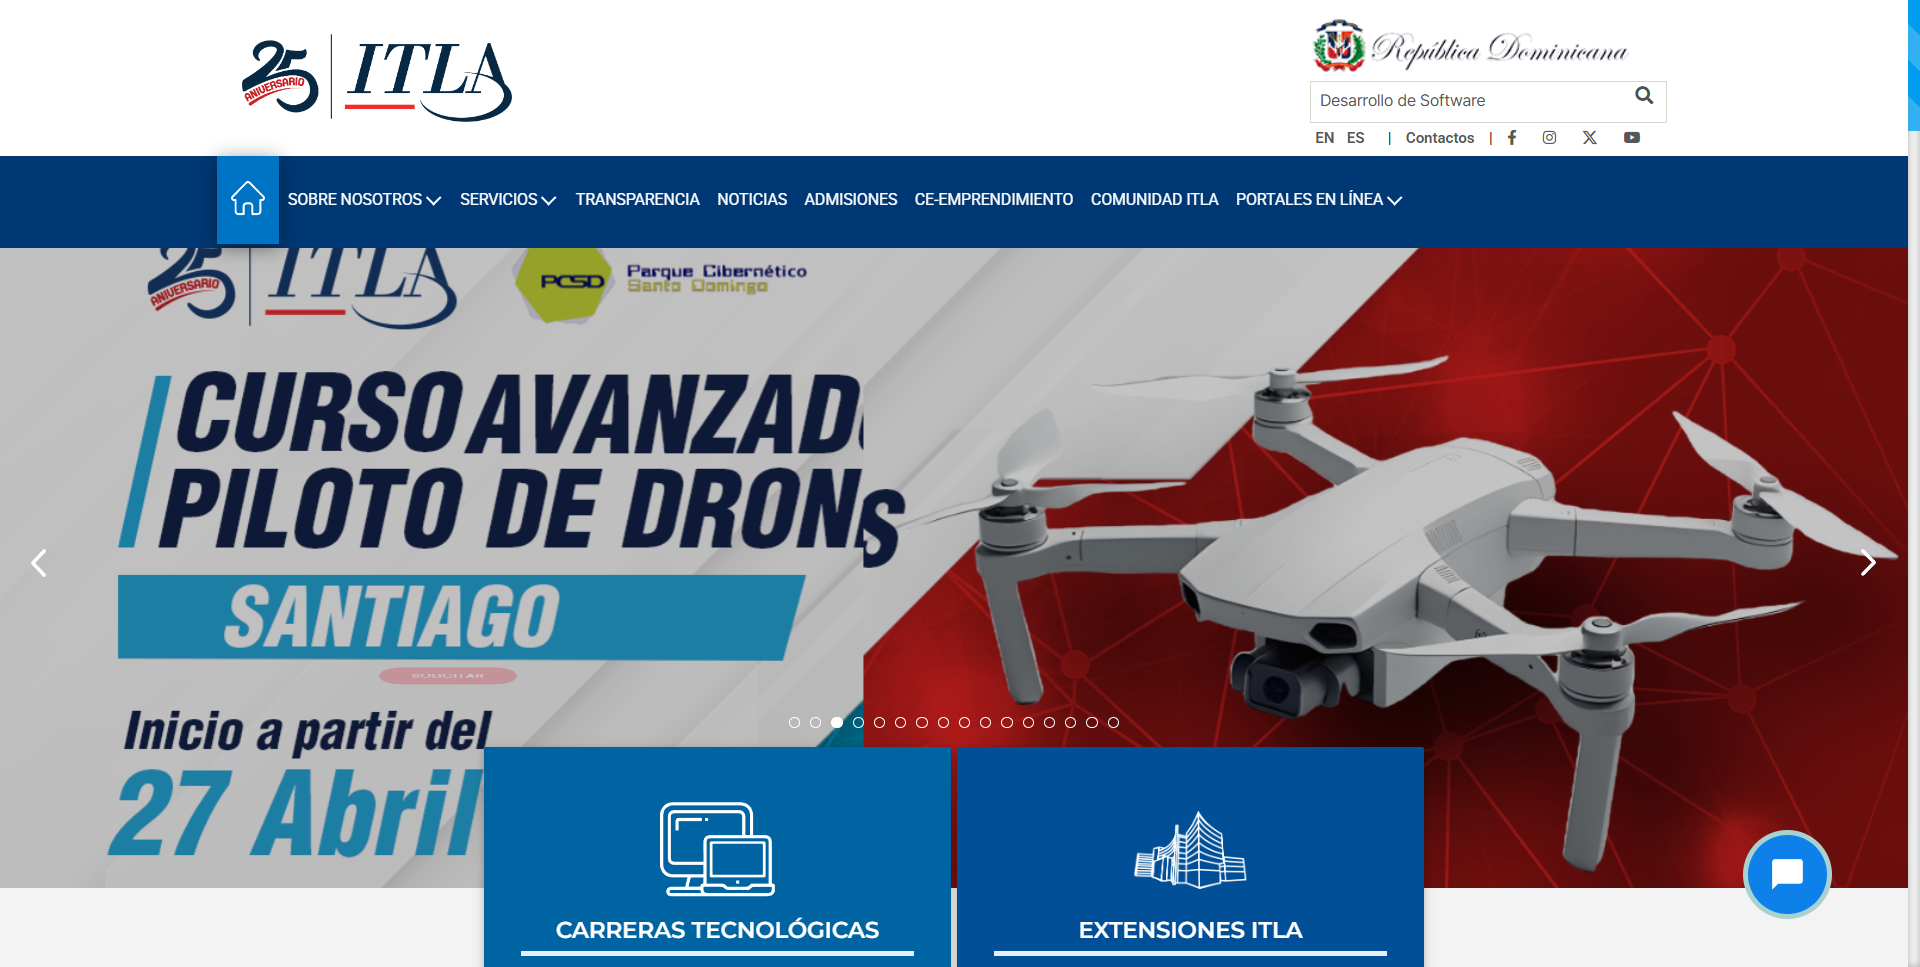 25 ANIVERSARIO ITLA
República Dominicana
Desarrollo de Software
EN ES | Contactos |
SOBRE NOSOTROS SERVICIOS TRANSPARENCIA NOTICIAS ADMISIONES CE-EMPRENDIMIENTO COMUNIDAD ITLA PORTALES EN LÍNEA
25 ANIVERSARIO ITLA
PCSD Parque Cibernético
Santo Domingo
CURSO AVANZADO
PILOTO DE DRONS
SANTIAGO
SOLICITAR
Inicio a partir del
27 Abril
CARRERAS TECNOLÓGICAS
EXTENSIONES ITLA